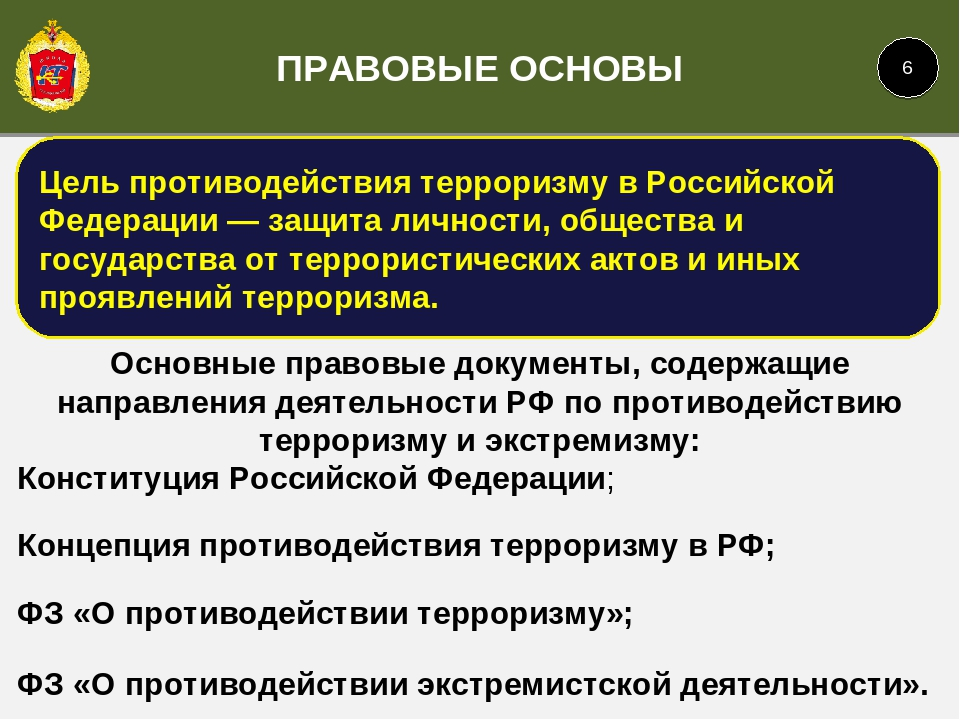 ПРАВОВЫЕ ОСНОВЫ
6
Цель противодействия терроризму в Российской
Федерации — защита личности, общества и
государства от террористических актов и иных
проявлений терроризма.
Основные правовые документы, содержащие
направления деятельности РФ по противодействию
терроризму и экстремизму:
Конституция Российской Федерации;
Концепция противодействия терроризму в РФ;
ФЗ «О противодействии терроризму»;
ФЗ «О противодействии экстремистской деятельности».